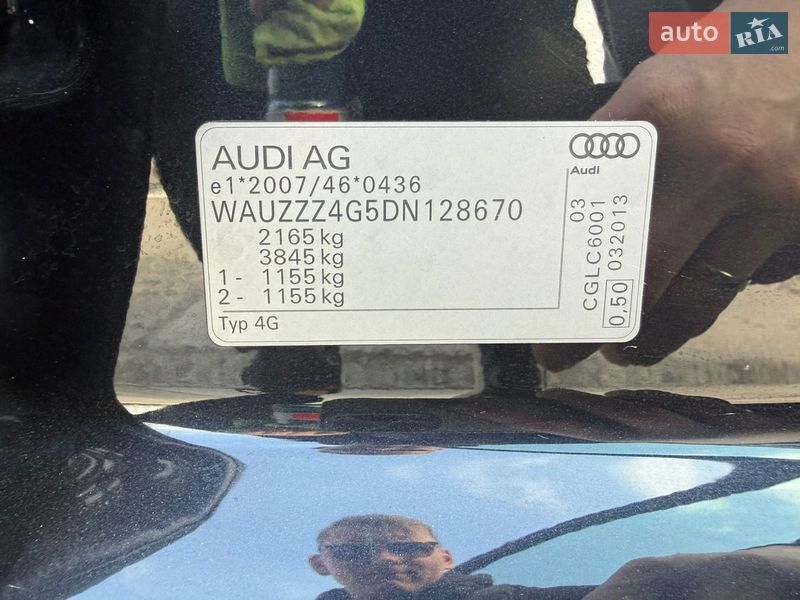 auto RIA
.com
AUDI AG
e1*2007/46*0436
WAUZZZ4G5DN128670
2165 kg
3845 kg
1 - 1155 kg
2 - 1155 kg
Typ 4G
Audi
03
CGLC6001
0,50 032013